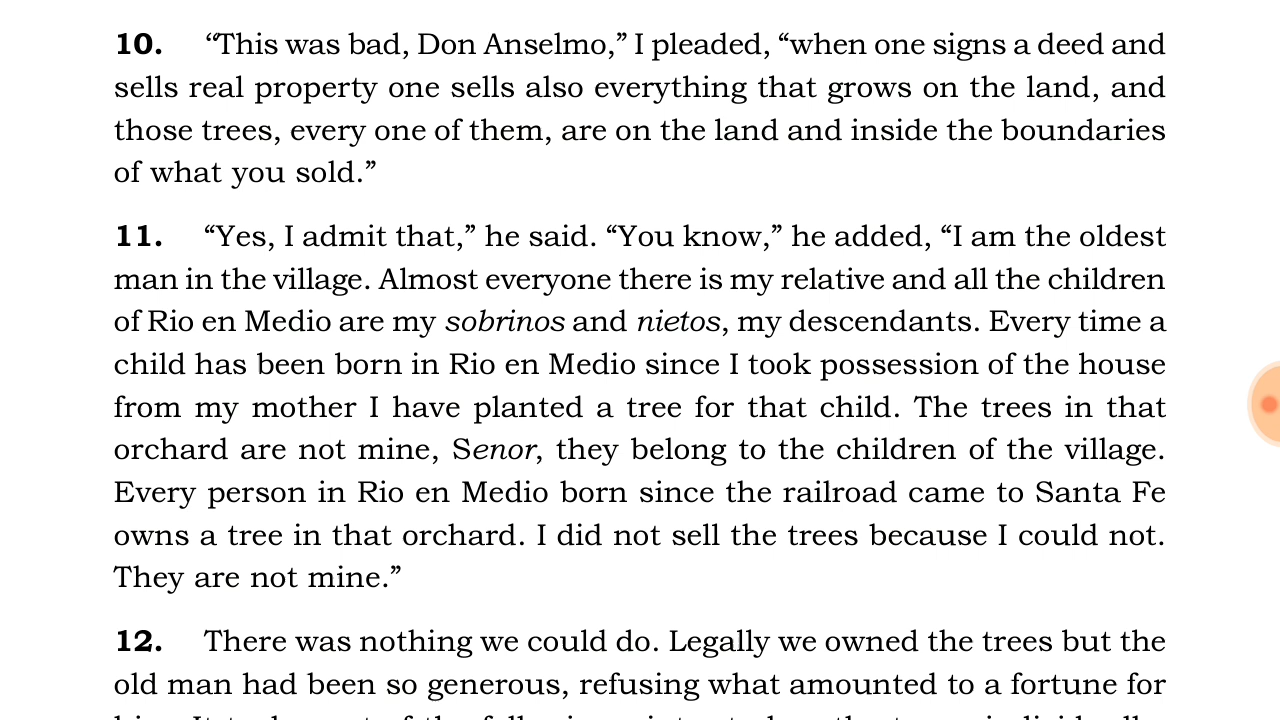 10. “This was bad, Don Anselmo,” I pleaded, “when one signs a deed and
sells real property one sells also everything that grows on the land, and
those trees, every one of them, are on the land and inside the boundaries
of what you sold.”
11. “Yes, I admit that,” he said. “You know,” he added, “I am the oldest
man in the village. Almost everyone there is my relative and all the children
of Rio en Medio are my sobrinos and nietos, my descendants. Every time a
child has been born in Rio en Medio since I took possession of the house
from my mother I have planted a tree for that child. The trees in that
orchard are not mine, Senor, they belong to the children of the village.
Every person in Rio en Medio born since the railroad came to Santa Fe
owns a tree in that orchard. I did not sell the trees because I could not.
They are not mine.”
12. There was nothing we could do. Legally we owned the trees but the
old man had been so generous, refusing what amounted to a fortune for